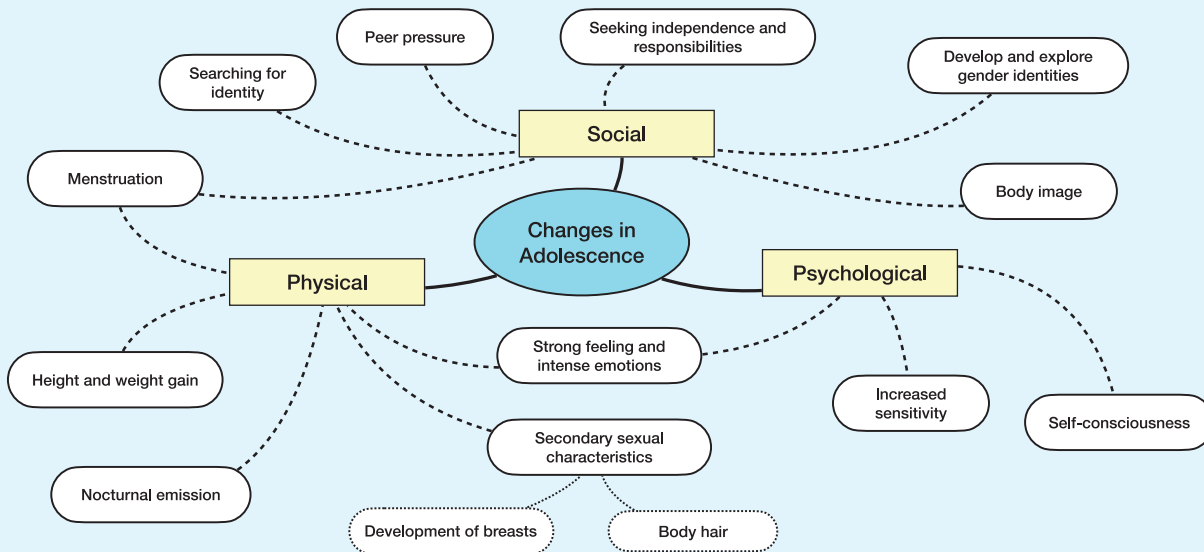 Peer pressure
Seeking independence and
responsibilities
Develop and explore
gender identities
Searching for
identity
Social
Menstruation
Body image
Changes in
Adolescence
Physical
Psychological
Strong feeling and
intense emotions
Height and weight gain
Increased
sensitivity
Self-consciousness
Secondary sexual
characteristics
Nocturnal emission
Development of breasts
Body hair